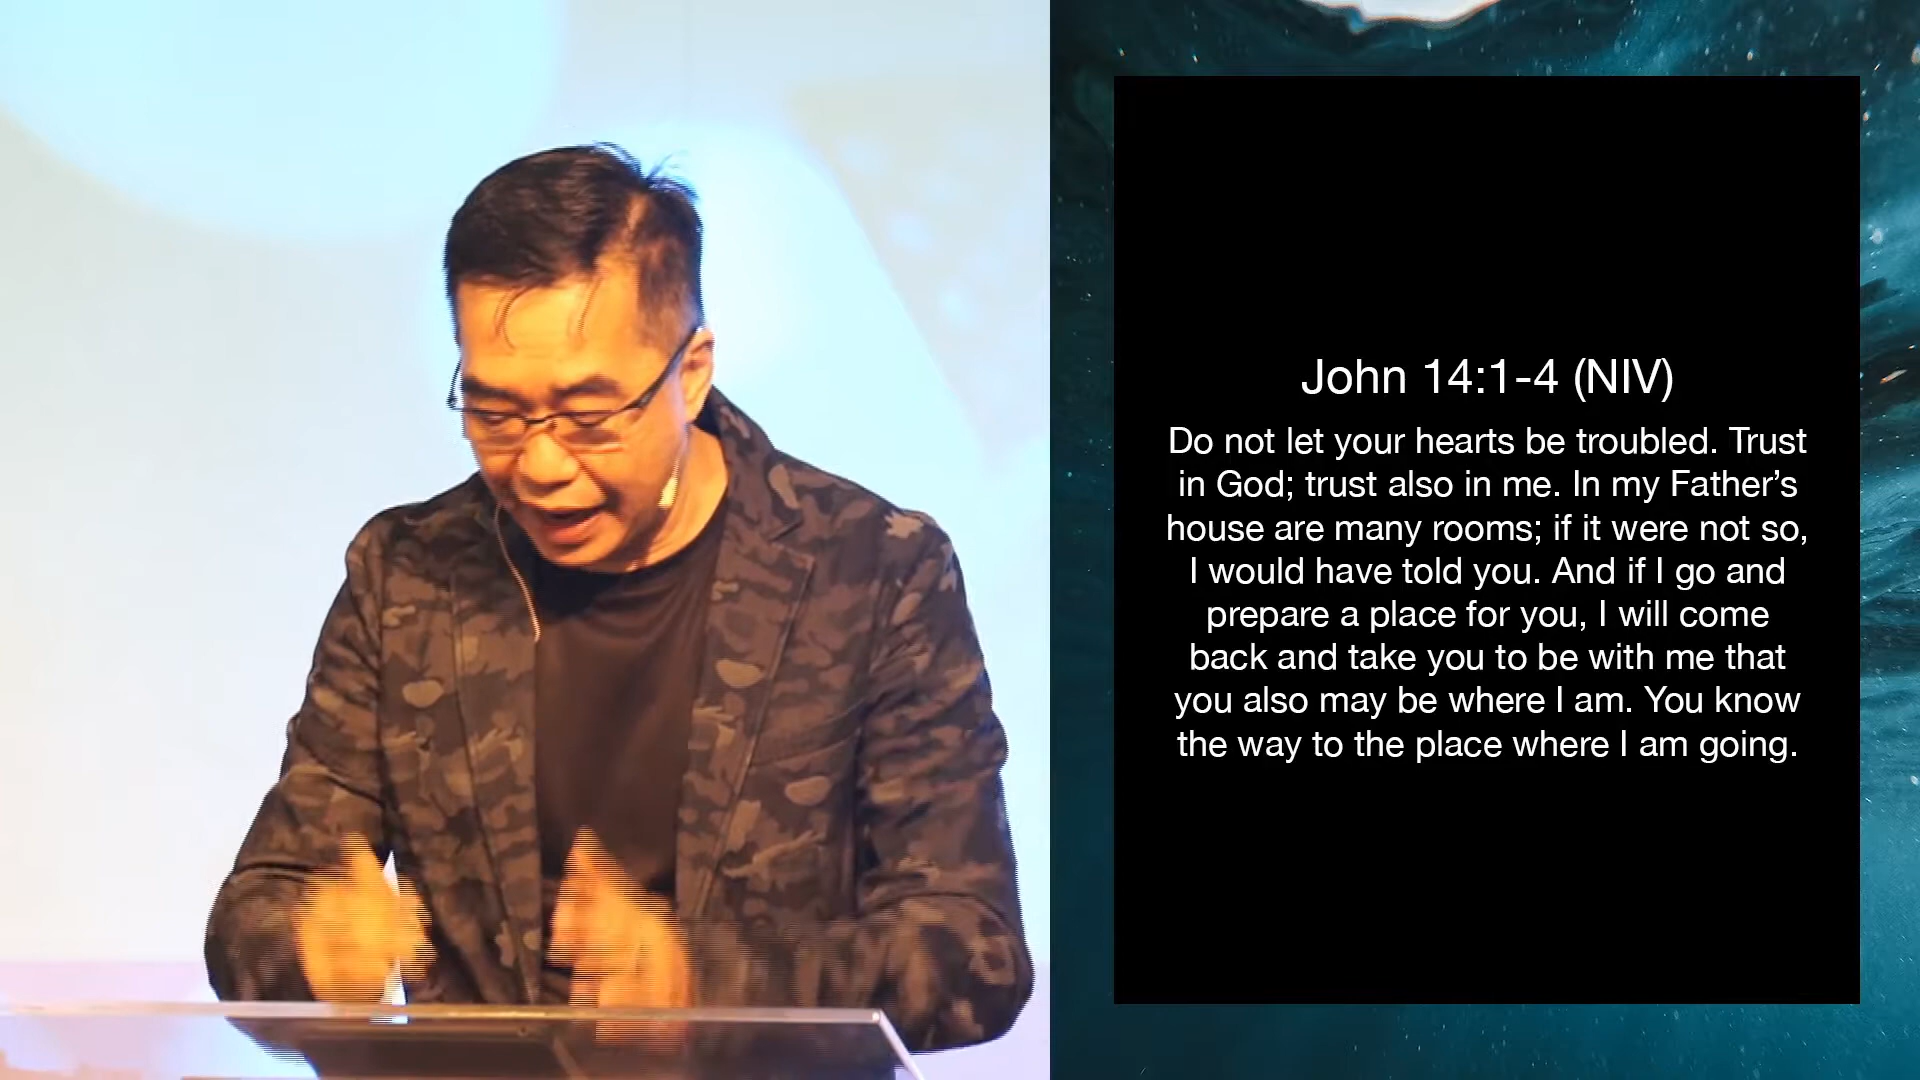 John 14:1-4 (NIV)
Do not let your hearts be troubled. Trust
in God; trust also in me. In my Father’s
house are many rooms; if it were not so,
I would have told you. And if I go and
prepare a place for you, I will come
back and take you to be with me that
you also may be where I am. You know
the way to the place where I am going.